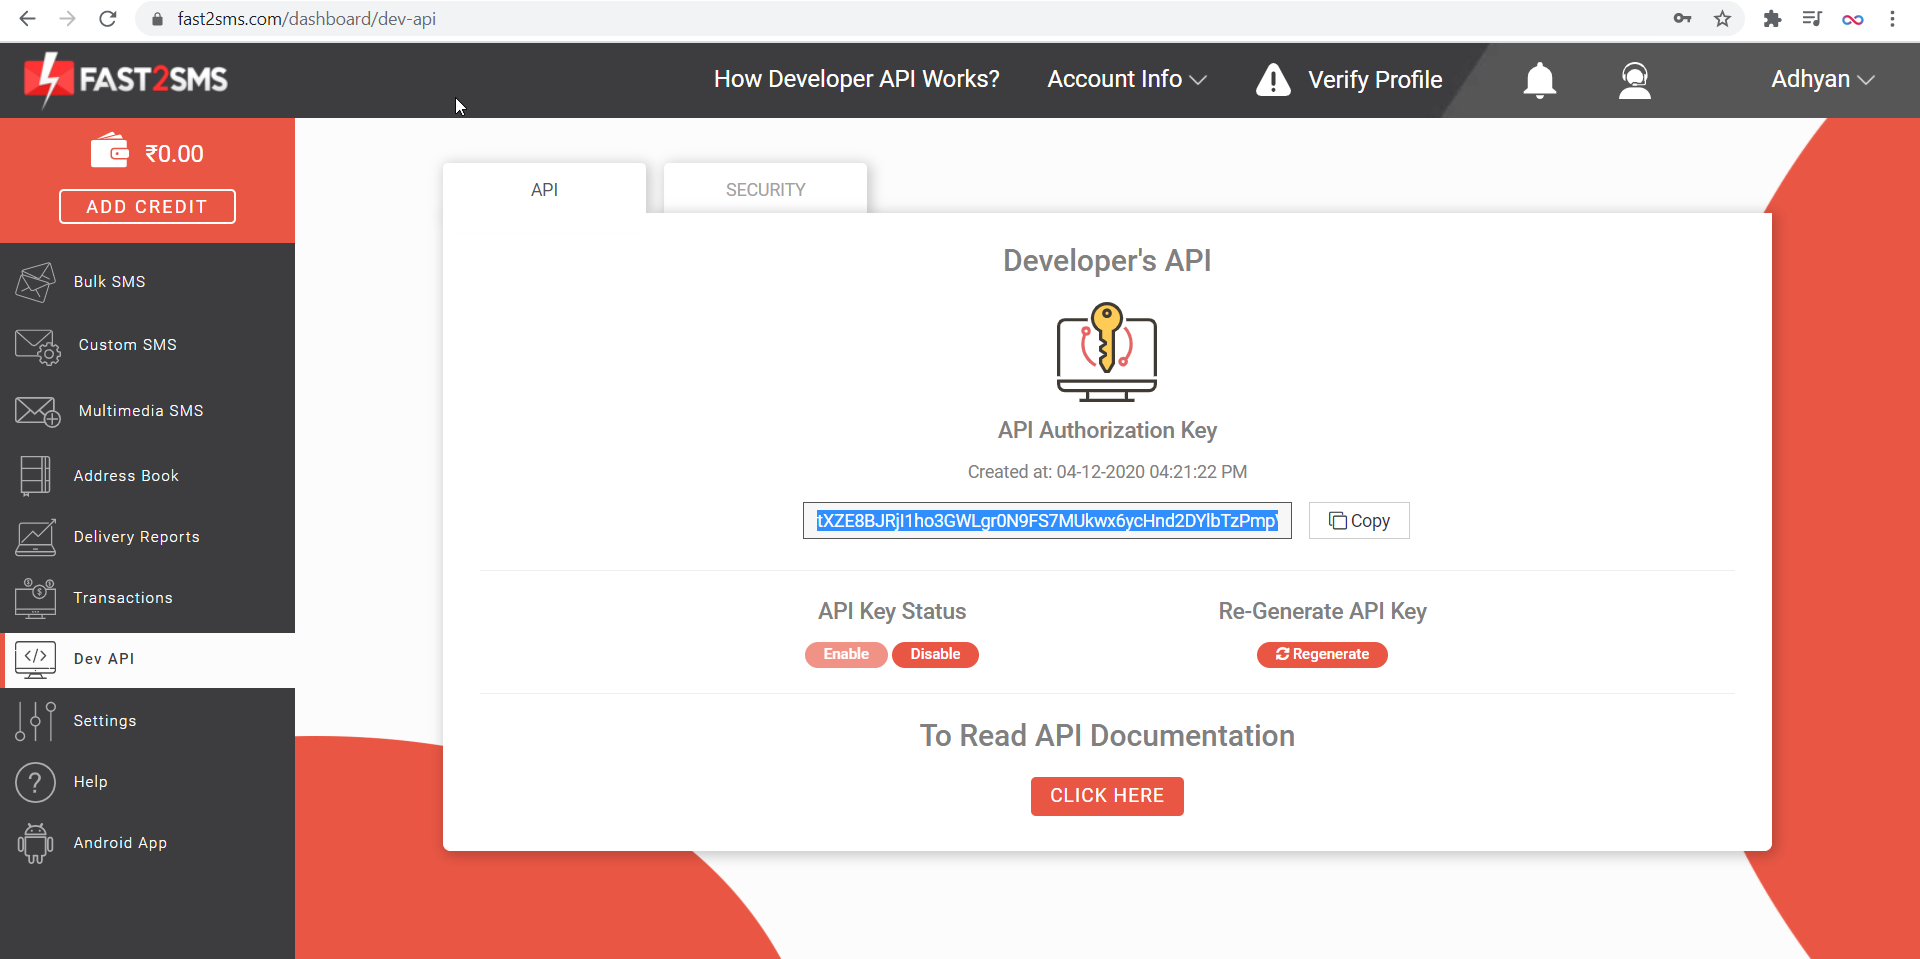 fast2sms.com/dashboard/dev-api
FAST2SMS
How Developer API Works?
Account Info
Verify Profile
Adhyan
₹0.00
ADD CREDIT
Bulk SMS
Custom SMS
Multimedia SMS
Address Book
Delivery Reports
Transactions
Dev API
Settings
Help
Android App
API
SECURITY
Developer's API
API Authorization Key
Created at: 04-12-2020 04:21:22 PM
tXZE8BJRjI1ho3GWLgr0N9FS7MUkwx6ycHnd2DYlbTzPmp
Copy
API Key Status
Enable
Disable
Re-Generate API Key
Regenerate
To Read API Documentation
CLICK HERE